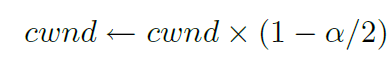 cwnd ← cwnd × (1 − α/2)